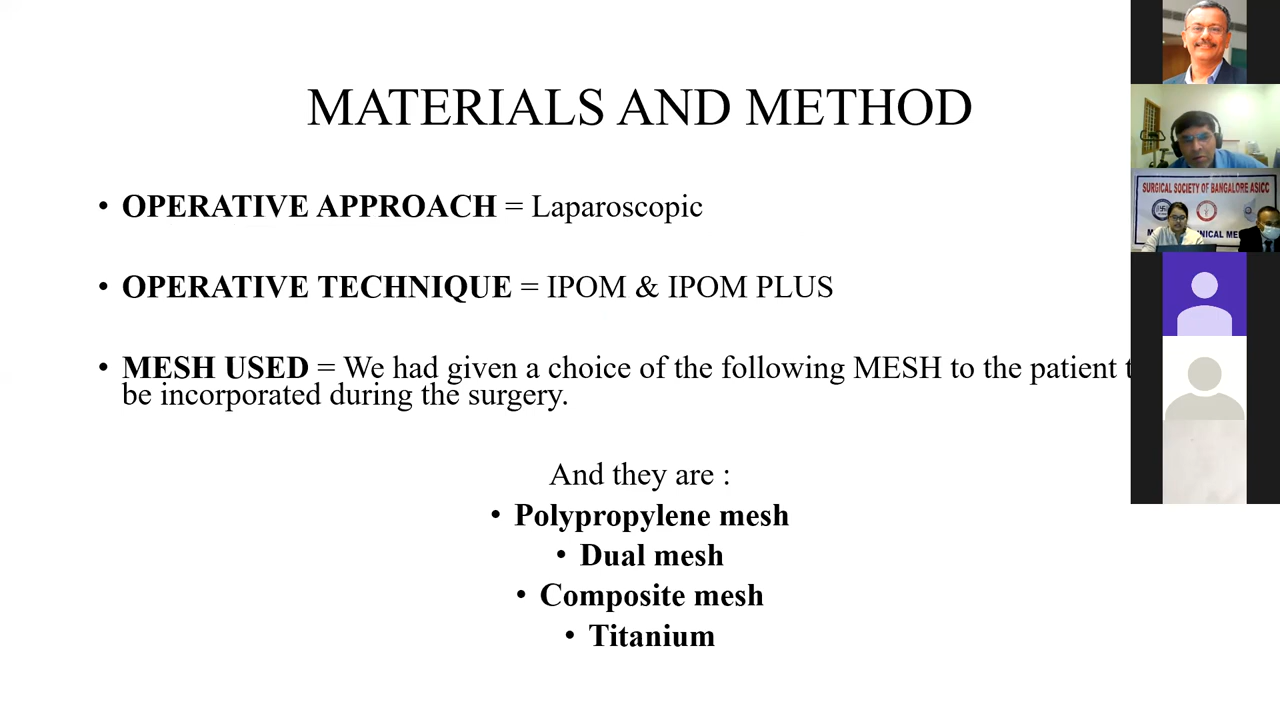 MATERIALS AND METHOD
• OPERATIVE APPROACH = Laparoscopic
• OPERATIVE TECHNIQUE = IPOM & IPOM PLUS
• MESH USED = We had given a choice of the following MESH to the patient
be incorporated during the surgery.
And they are :
• Polypropylene mesh
• Dual mesh
• Composite mesh
• Titanium
SURGICAL SOCIETY OF BANGALORE ASICC